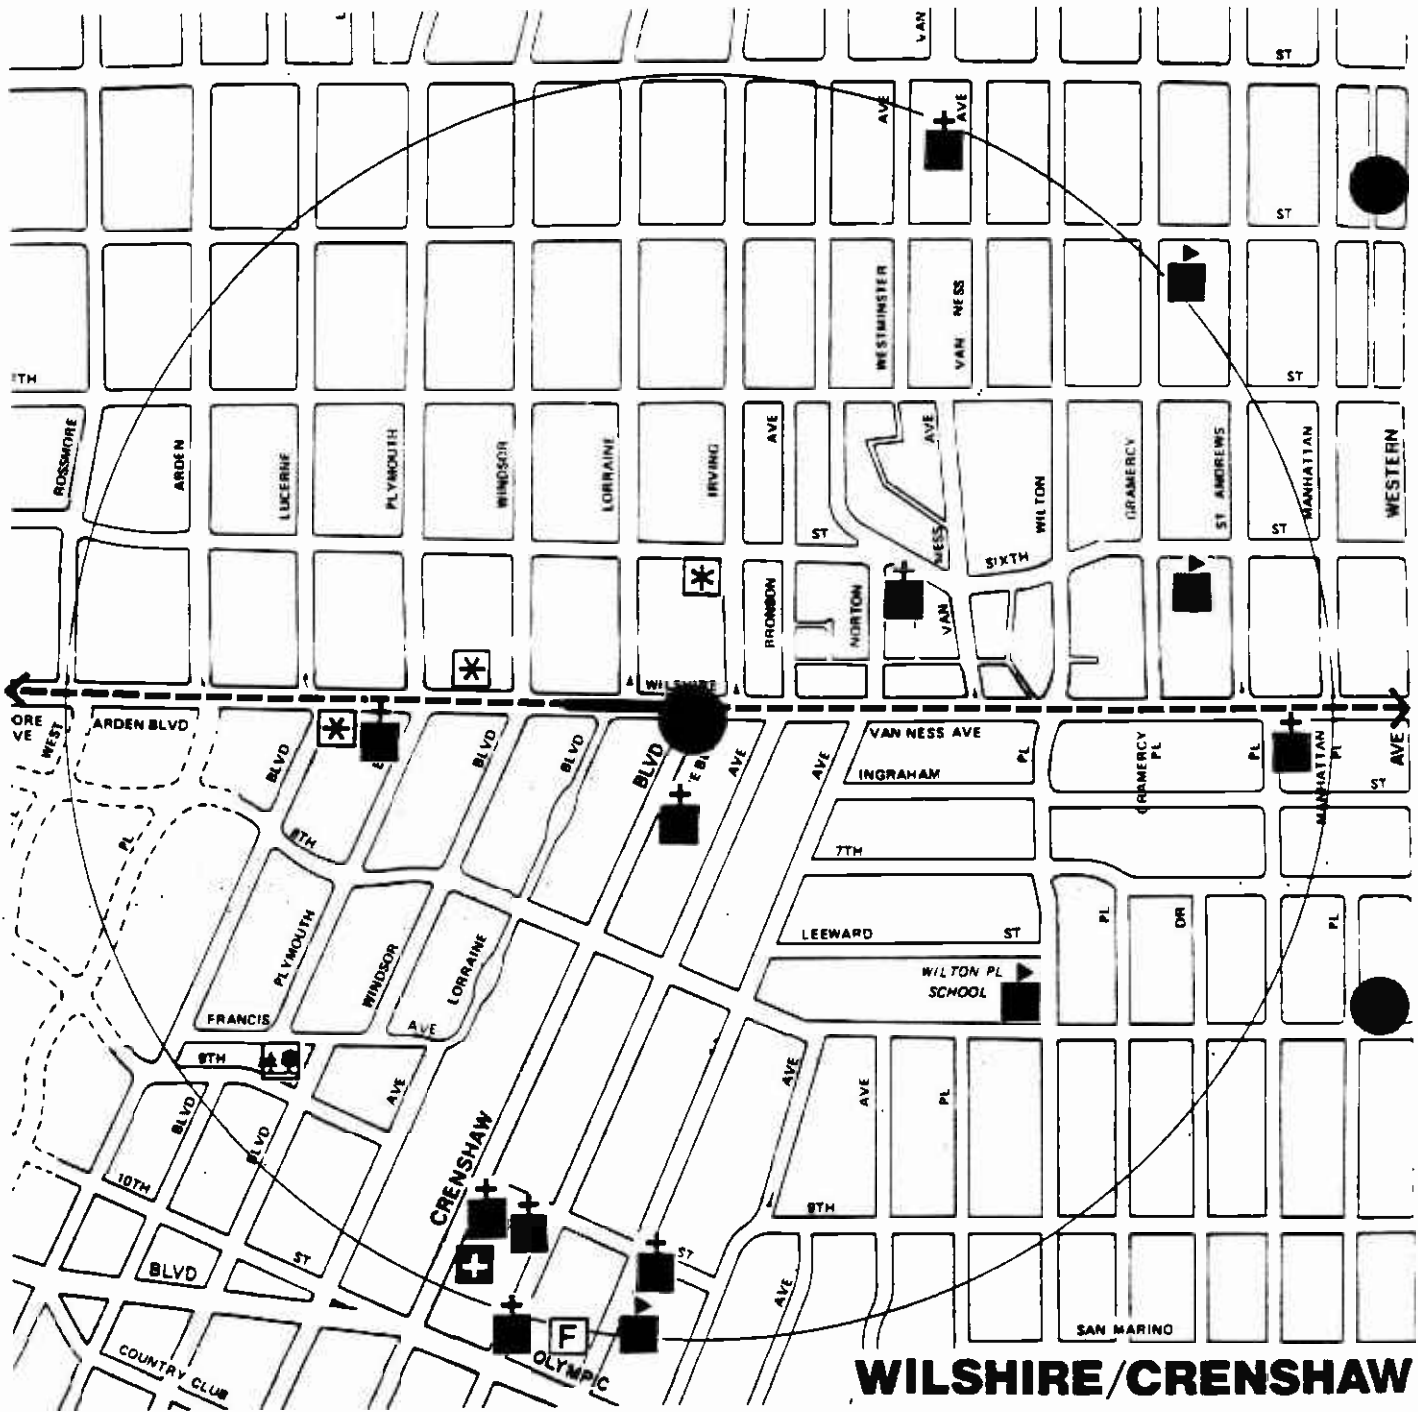 VAN
ST
AVE
AVE
ST
WESTMINSTER
VAN NESS
TH
ST
ROSSMORE
ARDEN
LUCERNE
PLYMOUTH
WINDSOR
LORRAINE
IRVING
AVE
AVE
WILTON
GRAMERCY
ST ANDREWS
MANHATTAN
WESTERN
ST
NESS
SIXTH
ST
BRONSON
NORTON
VAN
WILSHIRE
ORE
VE
WEST
ARDEN BLVD
BLVD
BLVD
BLVD
BLVD
AVE
AVE
VAN NESS AVE
INGRAHAM
PL
GRAMERCY
PL
PL
MANHATTAN
PL
AVE
ST
8TH
PL
7TH
PLYMOUTH
WINDSOR
LORRAINE
LEEWARD
ST
PL
DR
PL
WILTON PL
SCHOOL
FRANCIS
AVE
9TH
AVE
AVE
AVE
PL
BLVD
BLVD
CRENSHAW
10TH
9TH
ST
ST
BLVD
AVE
F
OLYMPIC
COUNTRY CLUB
SAN MARINO
WILSHIRE/CRENSHAW